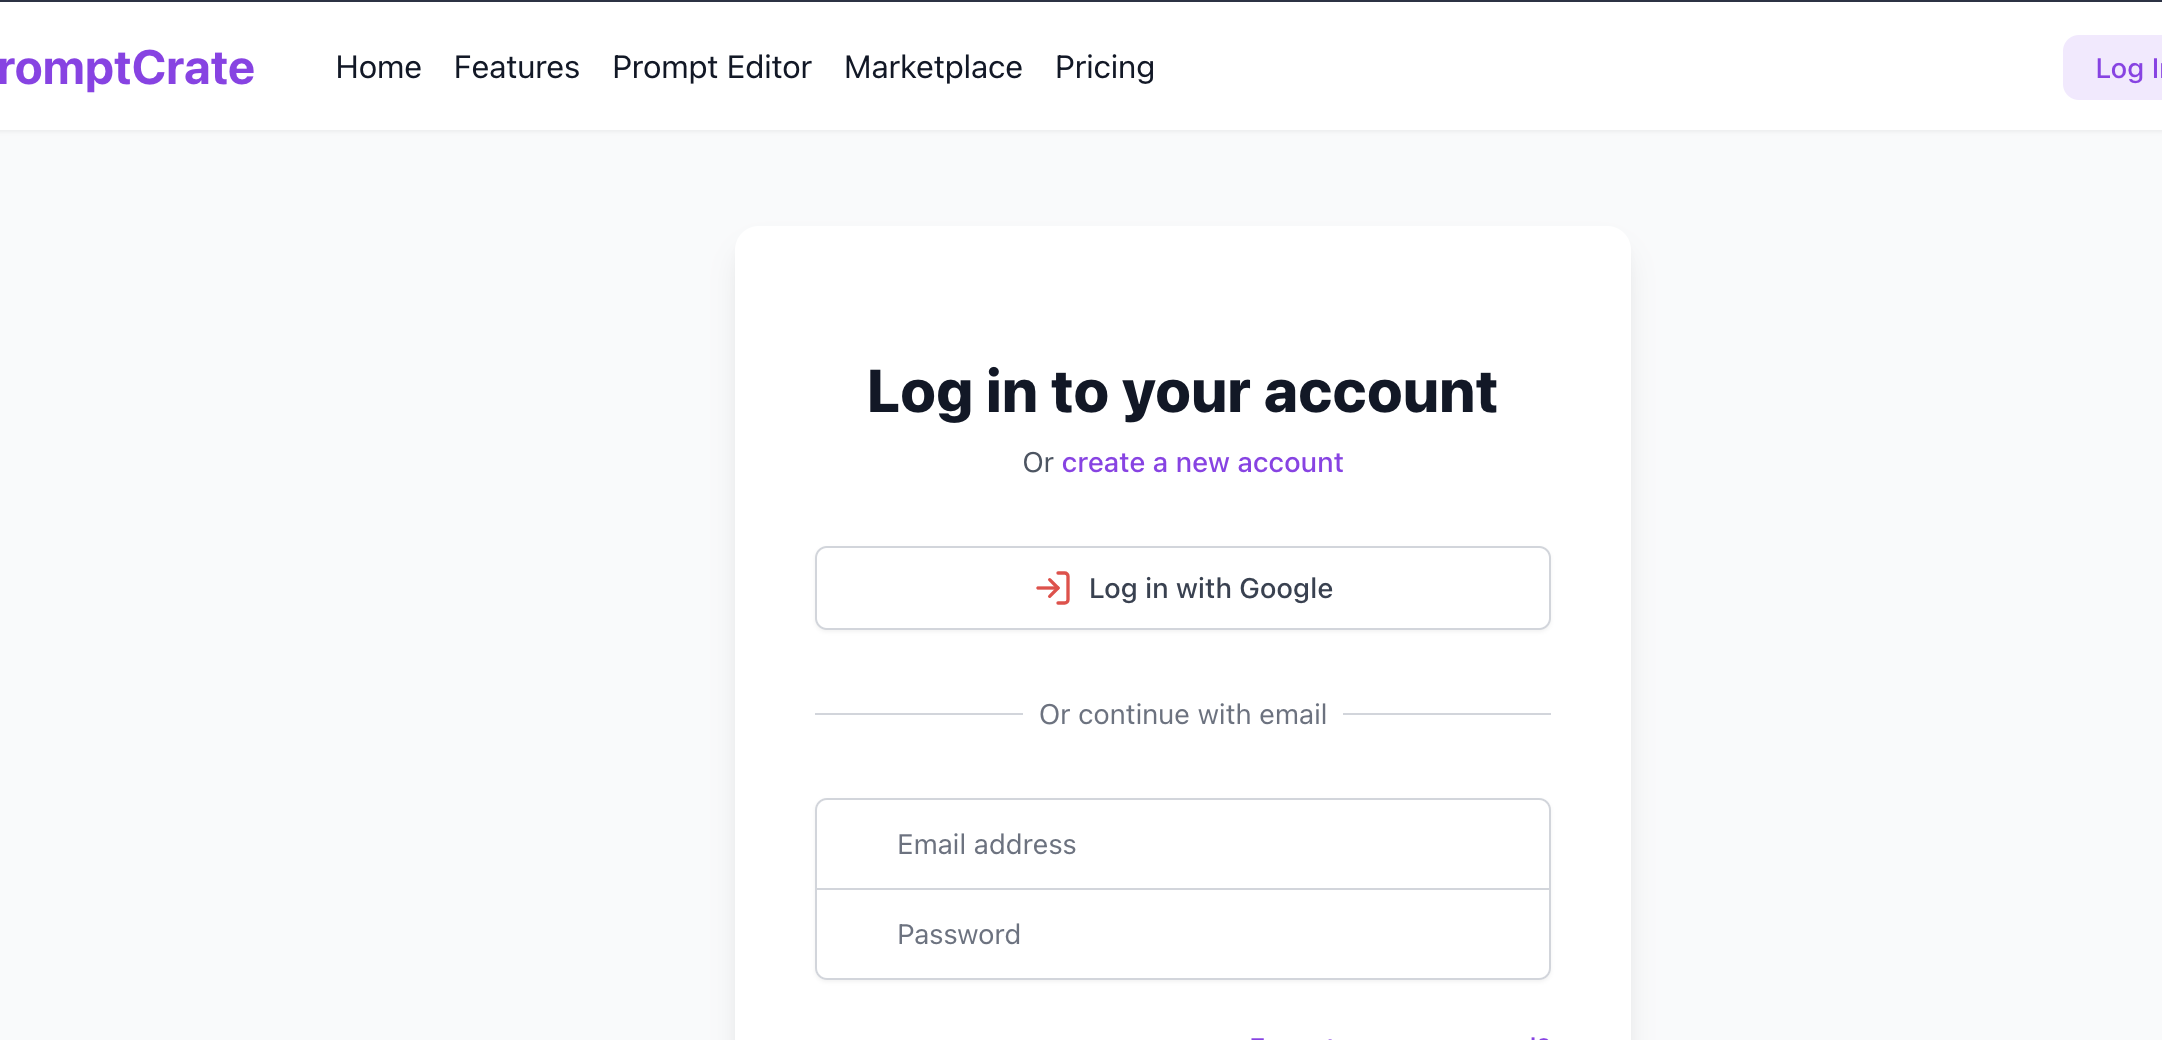 romptCrate
Home Features Prompt Editor Marketplace Pricing
Log
Log in to your account
Or create a new account
Log in with Google
Or continue with email
Email address
Password